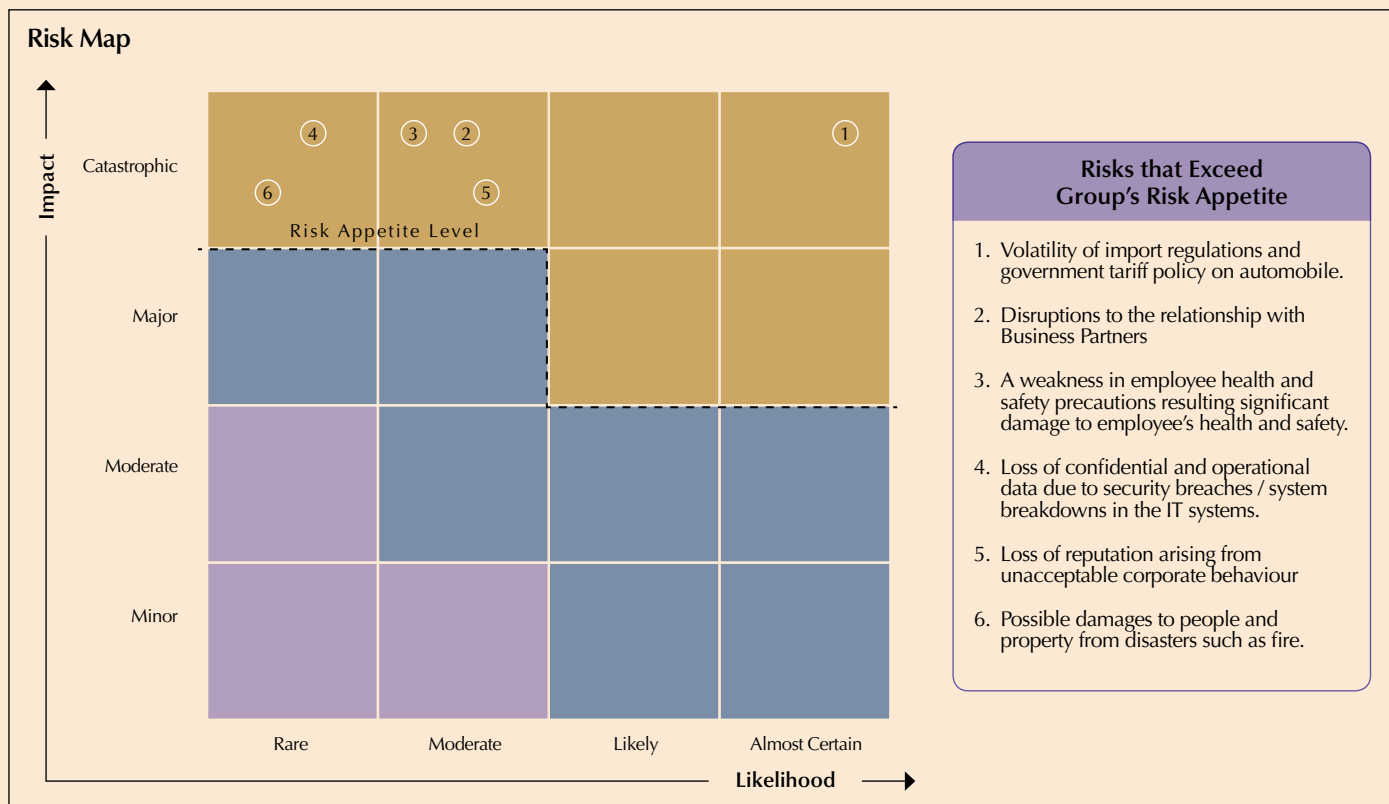 Risk Map
Impact
Catastrophic
Major
Moderate
Minor
4
3
2
1
6
5
Risk Appetite Level
Rare
Moderate
Likely
Almost Certain
Likelihood
Risks that Exceed
Group's Risk Appetite
1. Volatility of import regulations and
government tariff policy on automobile.
2. Disruptions to the relationship with
Business Partners
3. A weakness in employee health and
safety precautions resulting significant
damage to employee's health and safety.
4. Loss of confidential and operational
data due to security breaches / system
breakdowns in the IT systems.
5. Loss of reputation arising from
unacceptable corporate behaviour
6. Possible damages to people and
property from disasters such as fire.